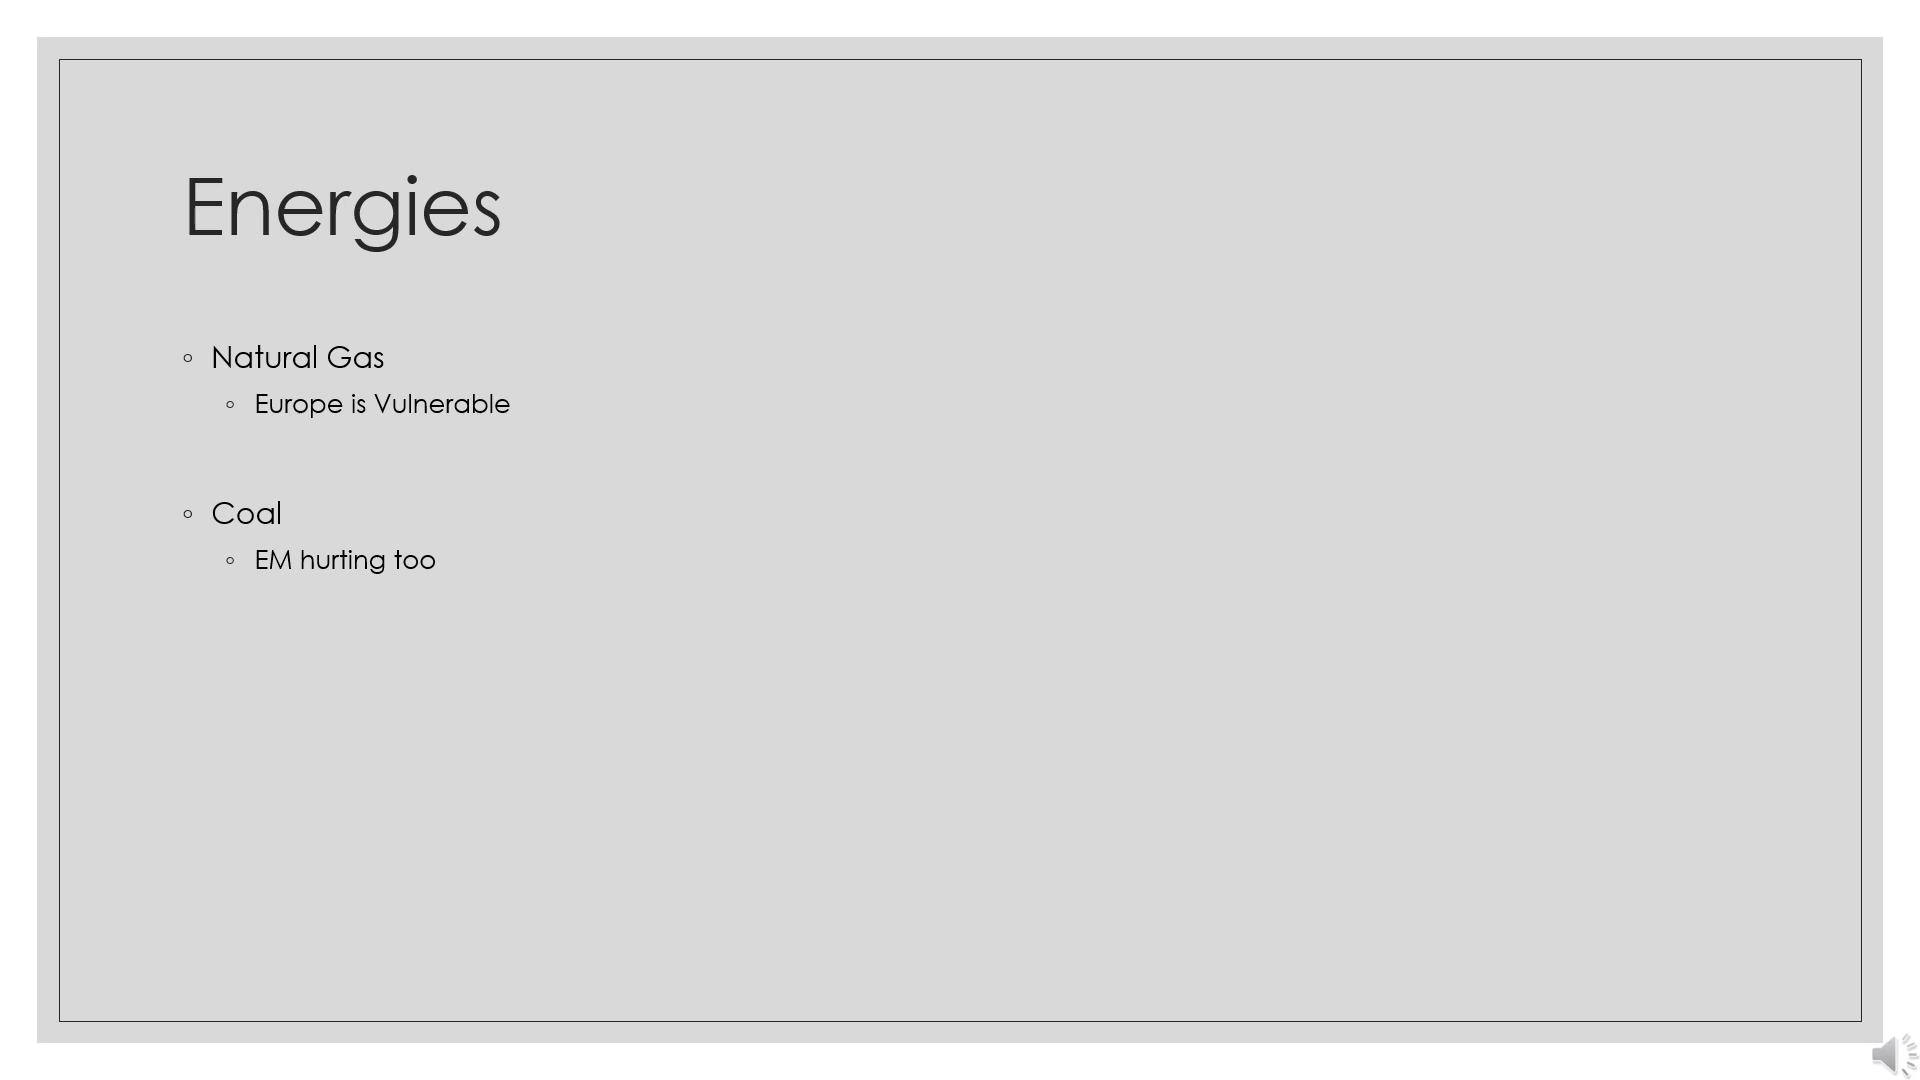 Energies
◦ Natural Gas
◦ Europe is Vulnerable
◦ Coal
◦ EM hurting too